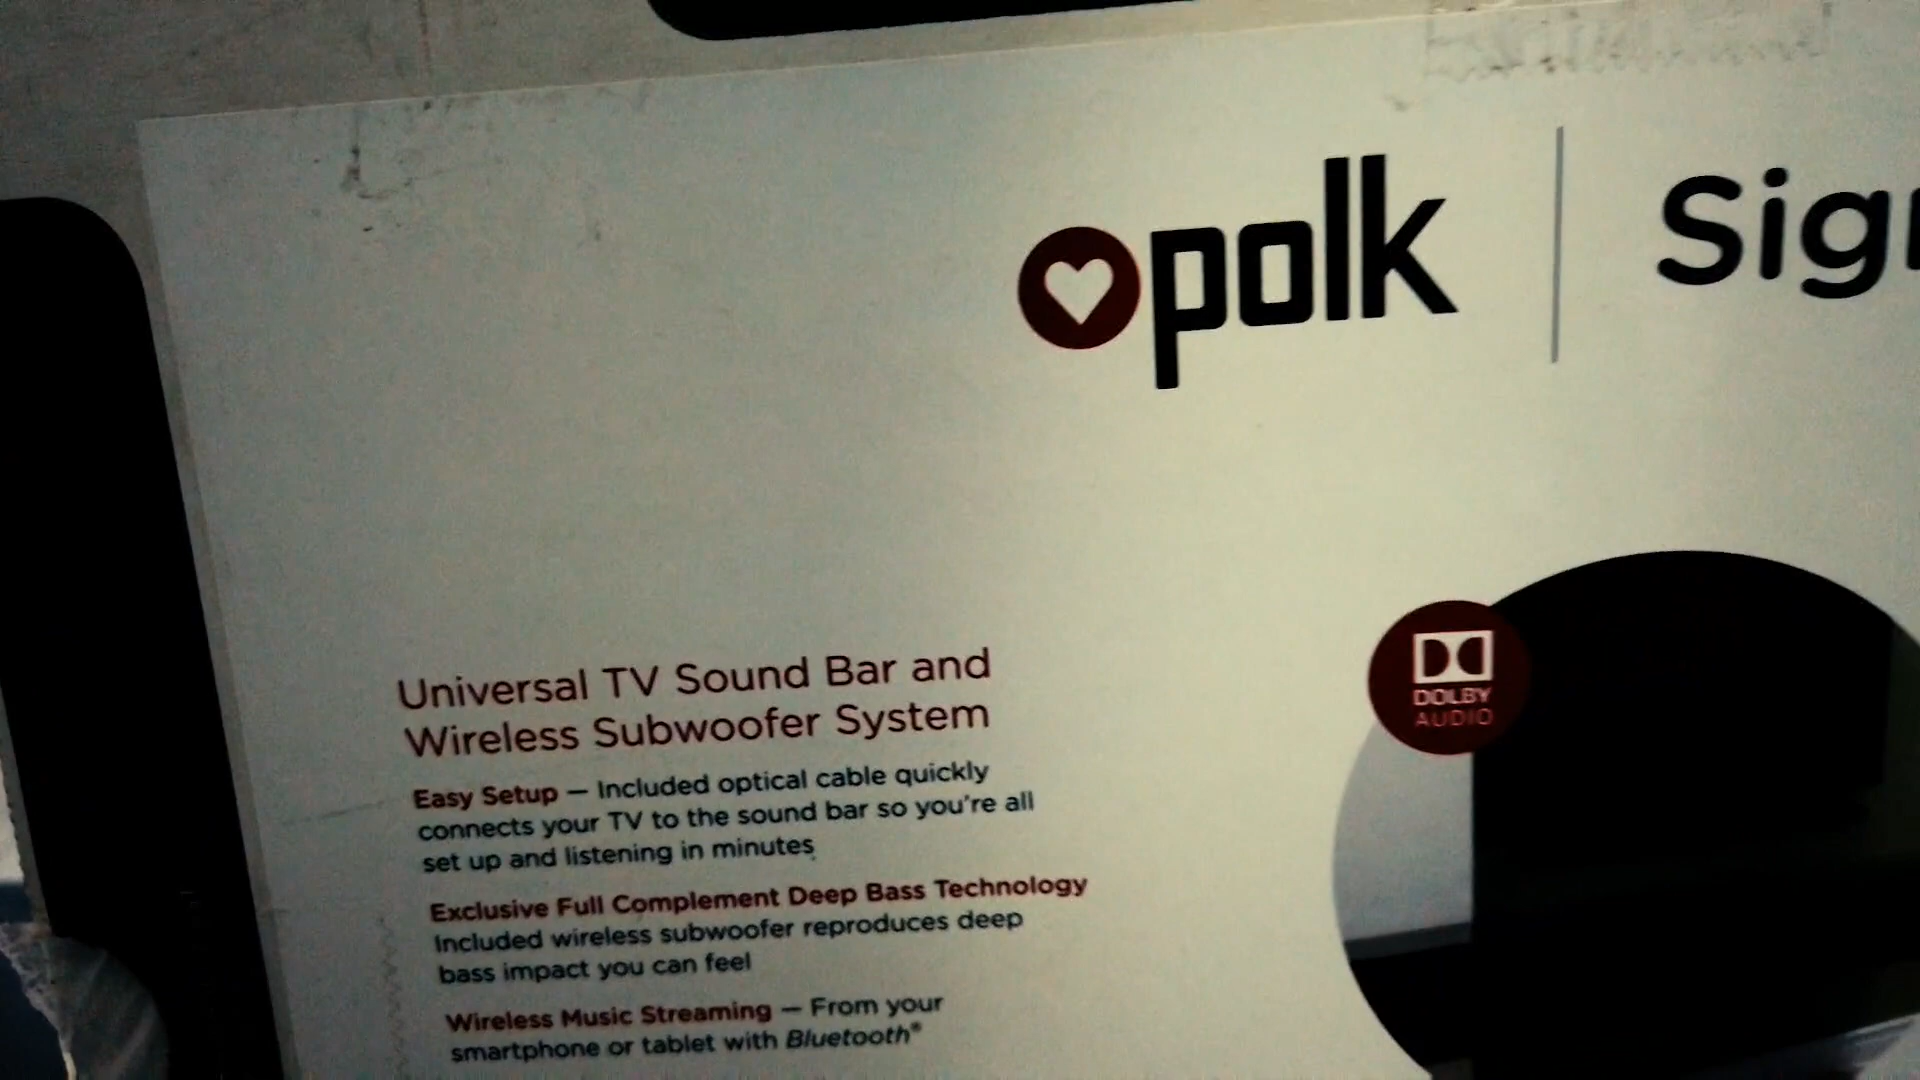 polk
Sig
DOLBY
AUDIO
Universal TV Sound Bar and
Wireless Subwoofer System
Easy Setup — Included optical cable quickly
connects your TV to the sound bar so you're all
set up and listening in minutes
Exclusive Full Complement Deep Bass Technology
Included wireless subwoofer reproduces deep
bass impact you can feel
Wireless Music Streaming — From your
smartphone or tablet with Bluetooth®